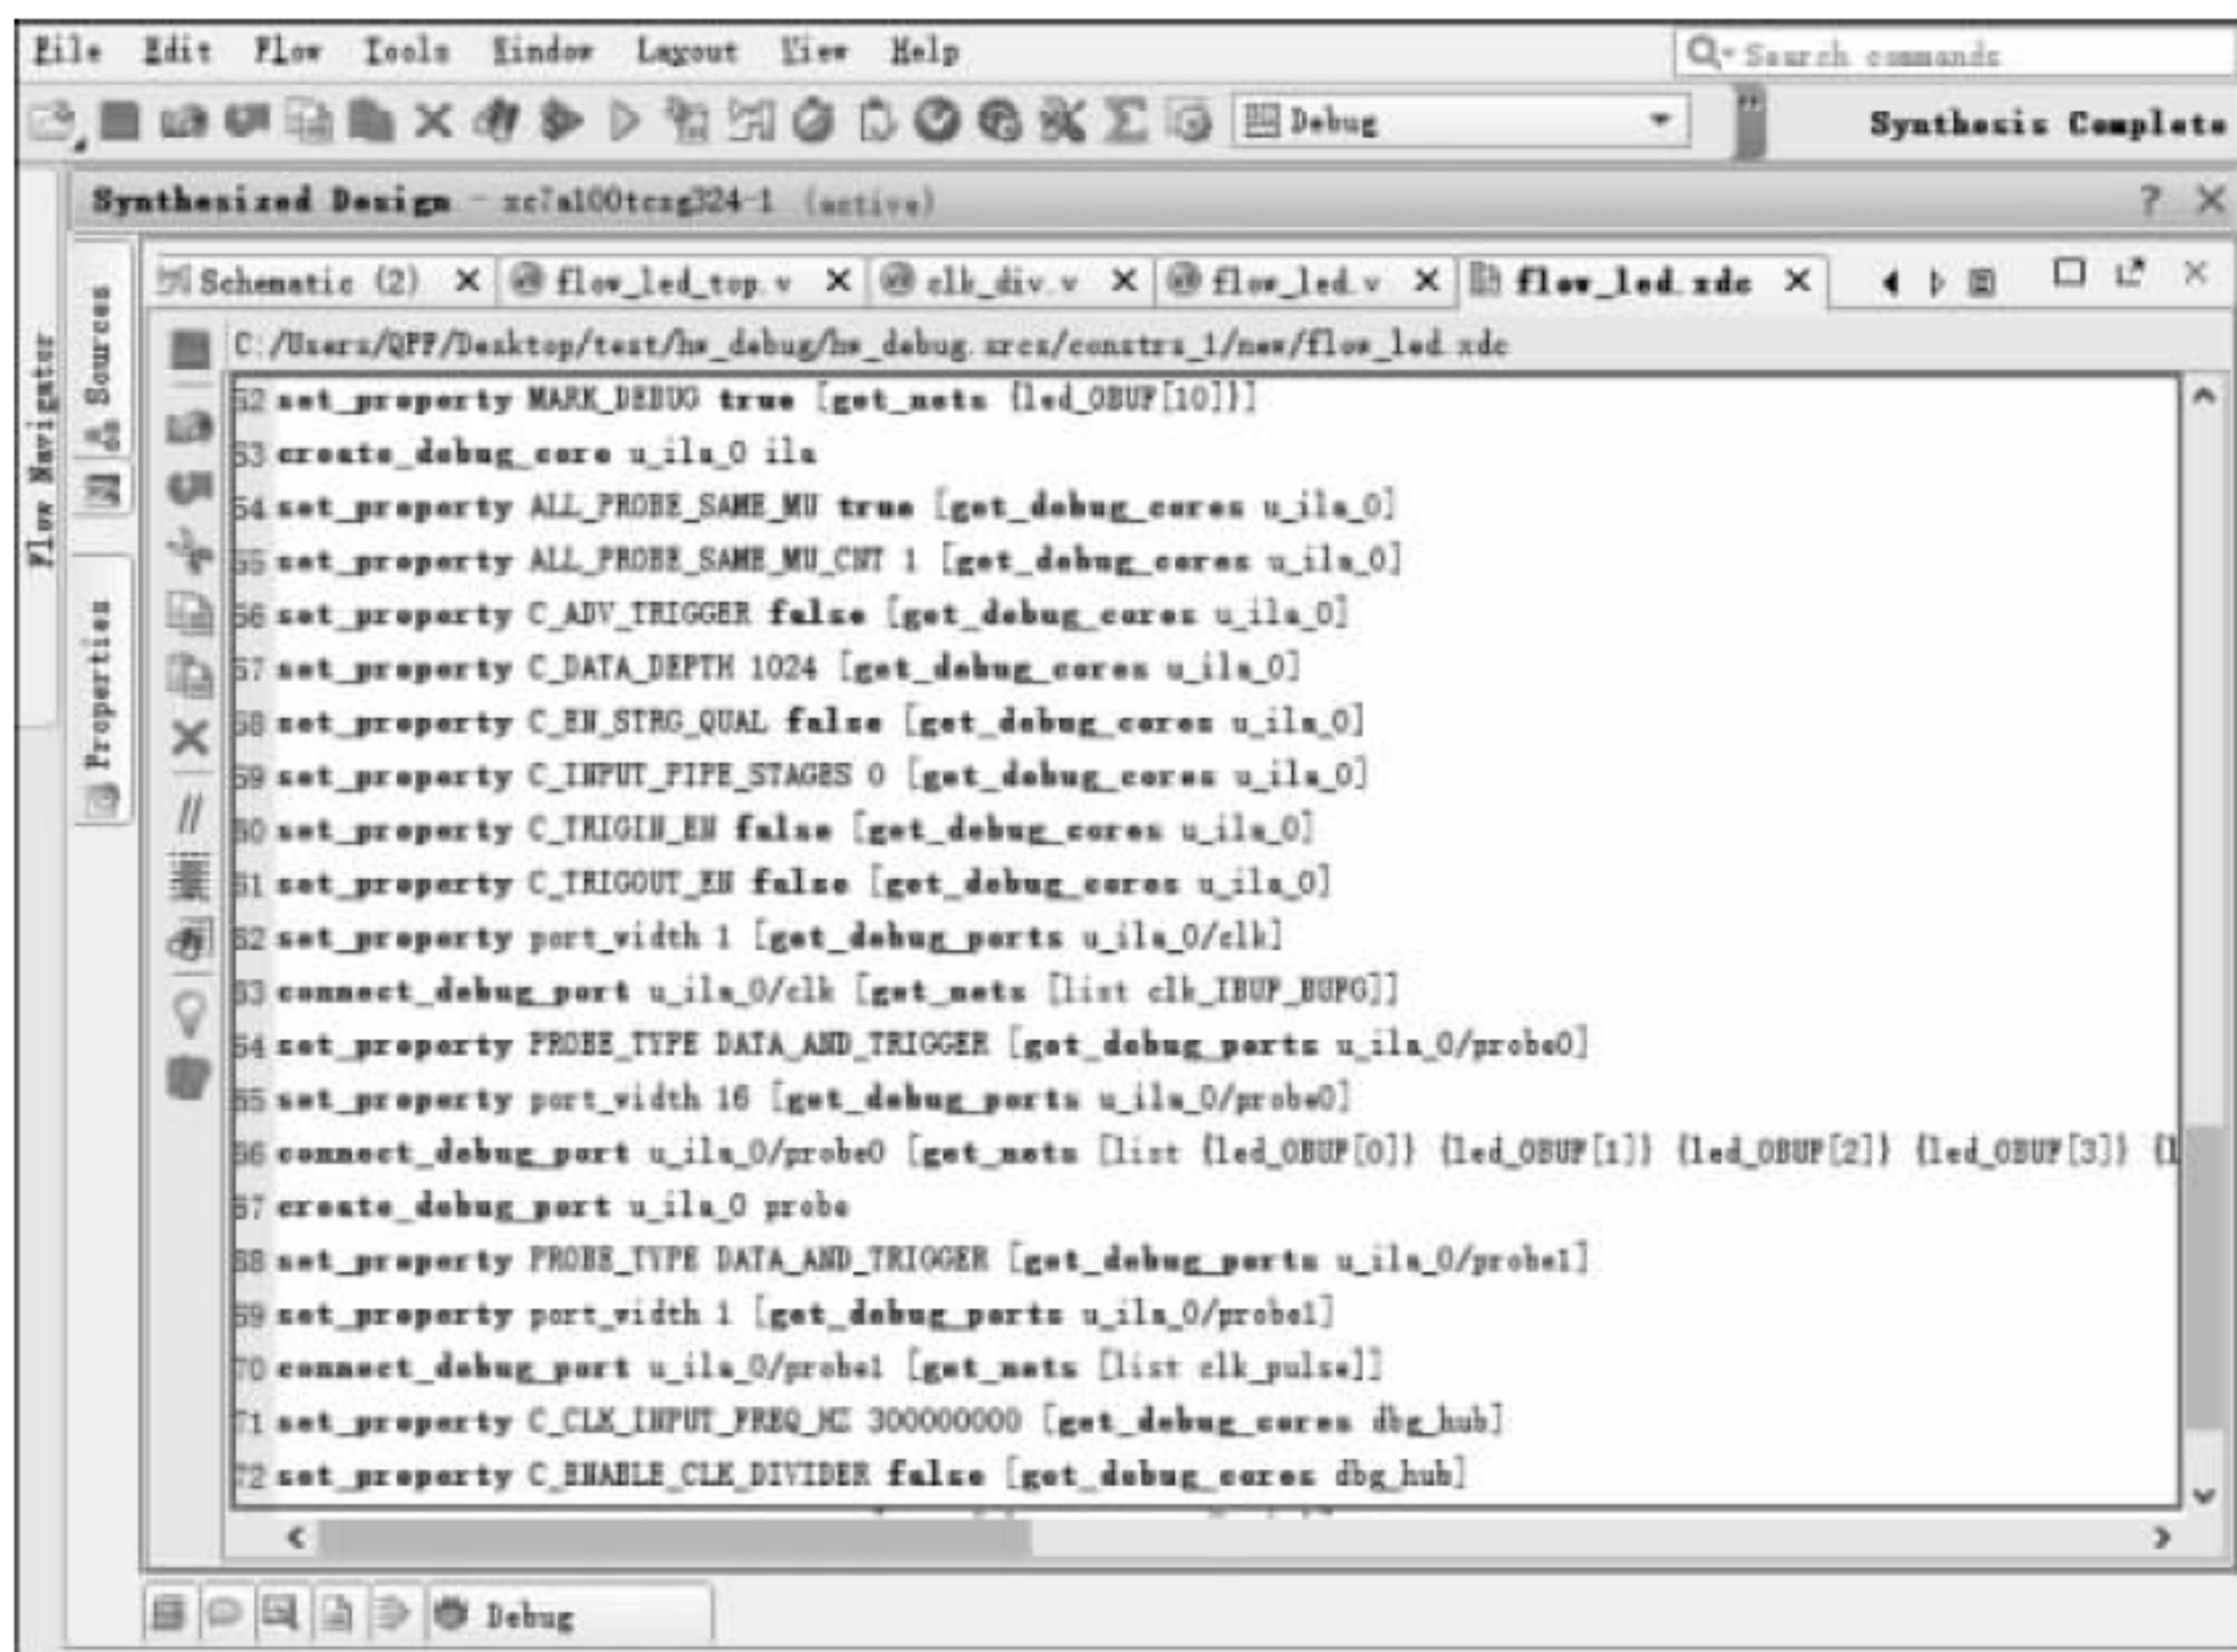 File Edit Flow Tools Window Layout View Help
Search commands
Debug
Synthesis Complete
Synthesized Design - xc7a100tcsg324-1 (active)
Schematic (2) flow_led_top.v clk_div.v flow_led.v flow_led.xdc
C:/Users/QFF/Desktop/test/hw_debug/hw_debug.srcs/constrs_1/new/flow_led.xdc
Flow Navigator
Sources
Properties
52 set_property MARK_DEBUG true [get_nets {led_OBUF[10]}]
53 create_debug_core u_ila_0 ila
54 set_property ALL_PROBE_SAME_MU true [get_debug_cores u_ila_0]
55 set_property ALL_PROBE_SAME_MU_CNT 1 [get_debug_cores u_ila_0]
56 set_property C_ADV_TRIGGER false [get_debug_cores u_ila_0]
57 set_property C_DATA_DEPTH 1024 [get_debug_cores u_ila_0]
58 set_property C_EN_STRG_QUAL false [get_debug_cores u_ila_0]
59 set_property C_INPUT_PIPE_STAGES 0 [get_debug_cores u_ila_0]
60 set_property C_TRIGIN_EN false [get_debug_cores u_ila_0]
61 set_property C_TRIGOUT_EN false [get_debug_cores u_ila_0]
62 set_property port_width 1 [get_debug_ports u_ila_0/clk]
63 connect_debug_port u_ila_0/clk [get_nets [list clk_IBUF_BUFG]]
64 set_property PROBE_TYPE DATA_AND_TRIGGER [get_debug_ports u_ila_0/probe0]
65 set_property port_width 16 [get_debug_ports u_ila_0/probe0]
66 connect_debug_port u_ila_0/probe0 [get_nets [list {led_OBUF[0]} {led_OBUF[1]} {led_OBUF[2]} {led_OBUF[3]} {l
67 create_debug_port u_ila_0 probe
68 set_property PROBE_TYPE DATA_AND_TRIGGER [get_debug_ports u_ila_0/probe1]
69 set_property port_width 1 [get_debug_ports u_ila_0/probe1]
70 connect_debug_port u_ila_0/probe1 [get_nets [list clk_pulse]]
71 set_property C_CLK_INPUT_FREQ_HZ 300000000 [get_debug_cores dbg_hub]
72 set_property C_ENABLE_CLK_DIVIDER false [get_debug_cores dbg_hub]
Debug